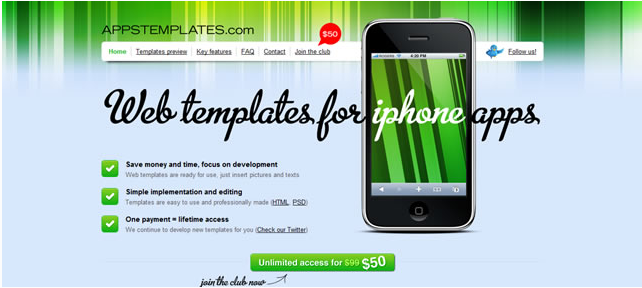 APPSTEMPLATES.com
$50
Home Templates preview Key features FAQ Contact Join the club Follow us!
4:20 PM
Web templates for iphone apps
Save money and time, focus on development
Web templates are ready for use, just insert pictures and texts
Simple implementation and editing
Templates are easy to use and professionally made (HTML, PSD)
One payment = lifetime access
We continue to develop new templates for you (Check our Twitter)
Unlimited access for $99 $50
join the club now